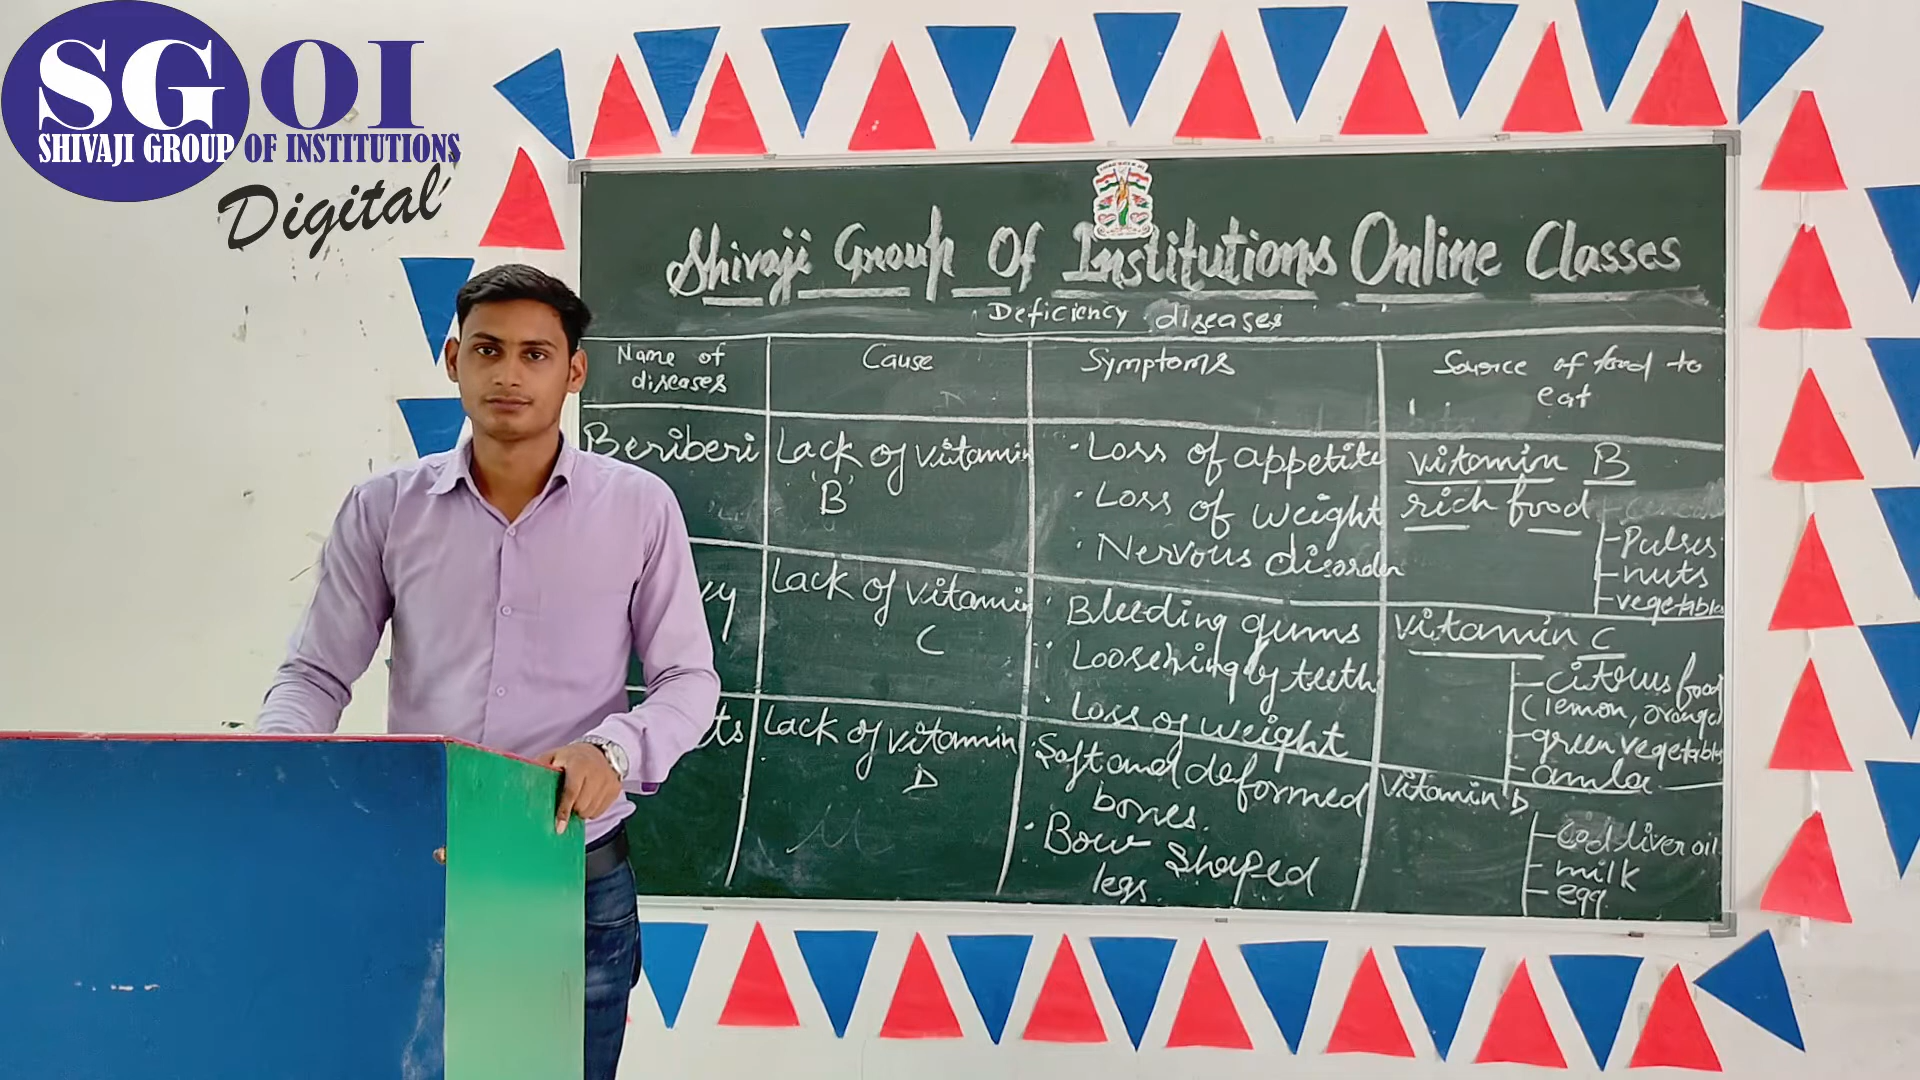 SGOI
SHIVAJI GROUP OF INSTITUTIONS
Digital
Shivaji Group Of Institutions Online Classes
Deficiency diseases
Name of
diseases
Cause
Symptoms
Source of food to
eat
Beriberi
Lack of vitamin
'B'
· Loss of appetite
· Loss of weight
· Nervous disorder
vitamin B
rich food
- Pulses
- nuts
- vegetables
vy
Lack of vitamin
C
· Bleeding gums
· Loosening of teeth
· Loss of weight
vitamin C
- citrus food
(lemon, orange)
- green vegetables
- amla
ets
Lack of vitamin
D
· Soft and deformed
bones.
· Bow shaped
legs
vitamin D
- cod liver oil
- milk
- egg